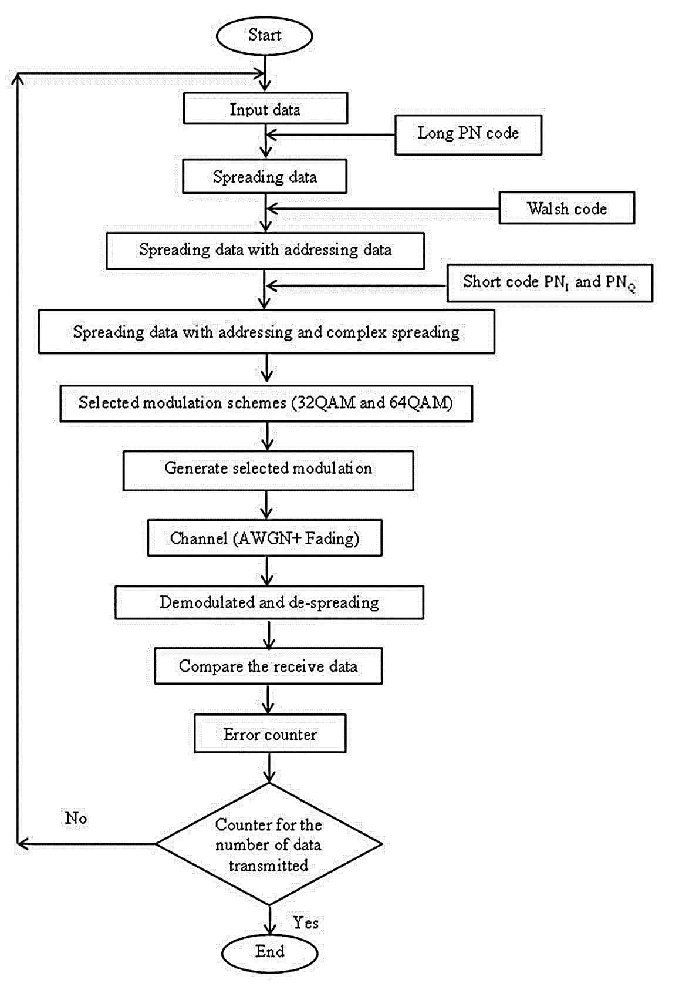 Start
Input data
Long PN code
Spreading data
Walsh code
Spreading data with addressing data
Short code PN_I and PN_Q
Spreading data with addressing and complex spreading
Selected modulation schemes (32QAM and 64QAM)
Generate selected modulation
Channel (AWGN+ Fading)
Demodulated and de-spreading
Compare the receive data
Error counter
No
Counter for the
number of data
transmitted
Yes
End